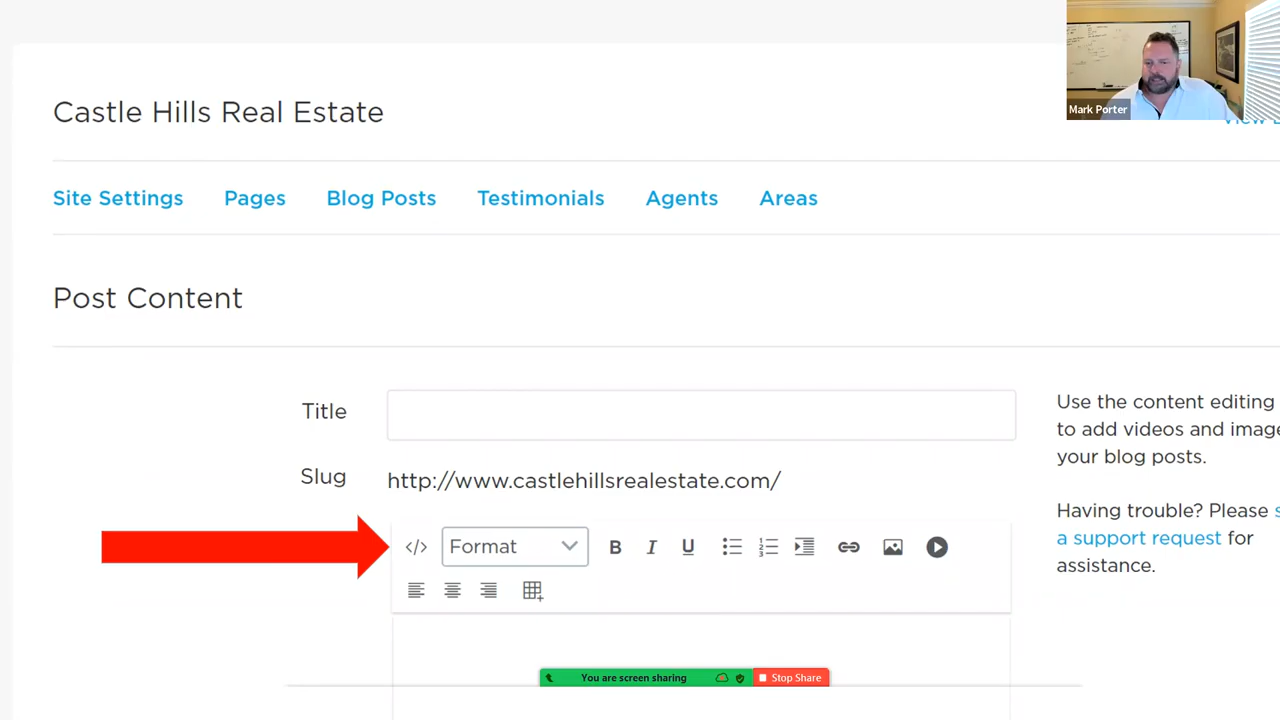 Mark Porter
Castle Hills Real Estate
Site Settings Pages Blog Posts Testimonials Agents Areas
Post Content
Title
Slug
http://www.castlehillsrealestate.com/
Format
B I U
Use the content editing
to add videos and image
your blog posts.
Having trouble? Please s
a support request for
assistance.
You are screen sharing
Stop Share